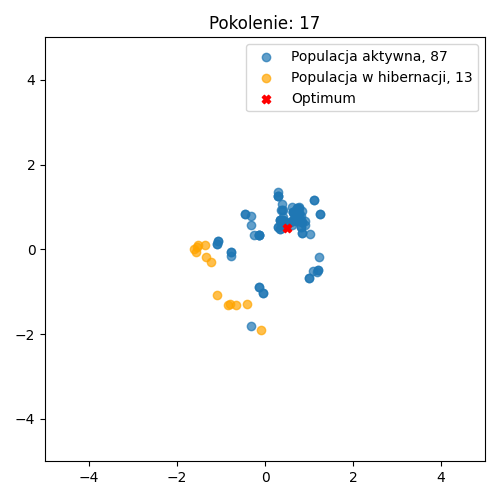 Pokolenie: 17
Populacja aktywna, 87
Populacja w hibernacji, 13
Optimum
4
2
0
−2
−4
−4 −2 0 2 4